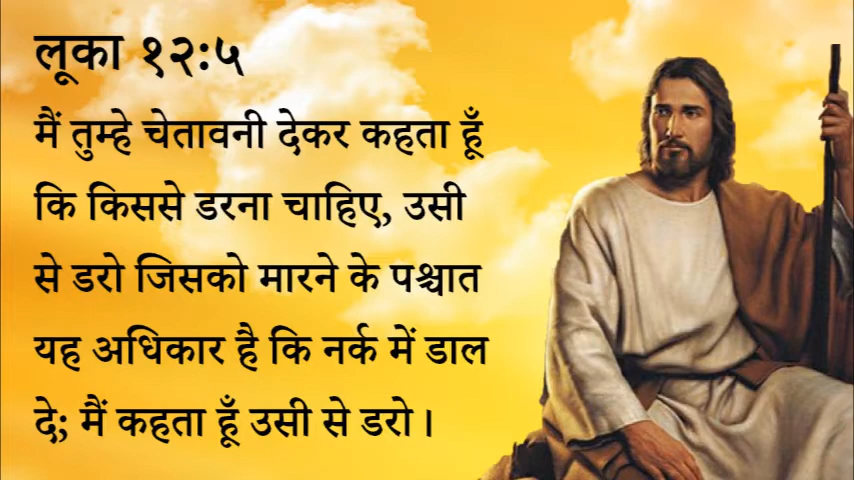 लूका १२:५
मैं तुम्हे चेतावनी देकर कहता हूँ
कि किससे डरना चाहिए, उसी
से डरो जिसको मारने के पश्चात
यह अधिकार है कि नर्क में डाल
दे; मैं कहता हूँ उसी से डरो।